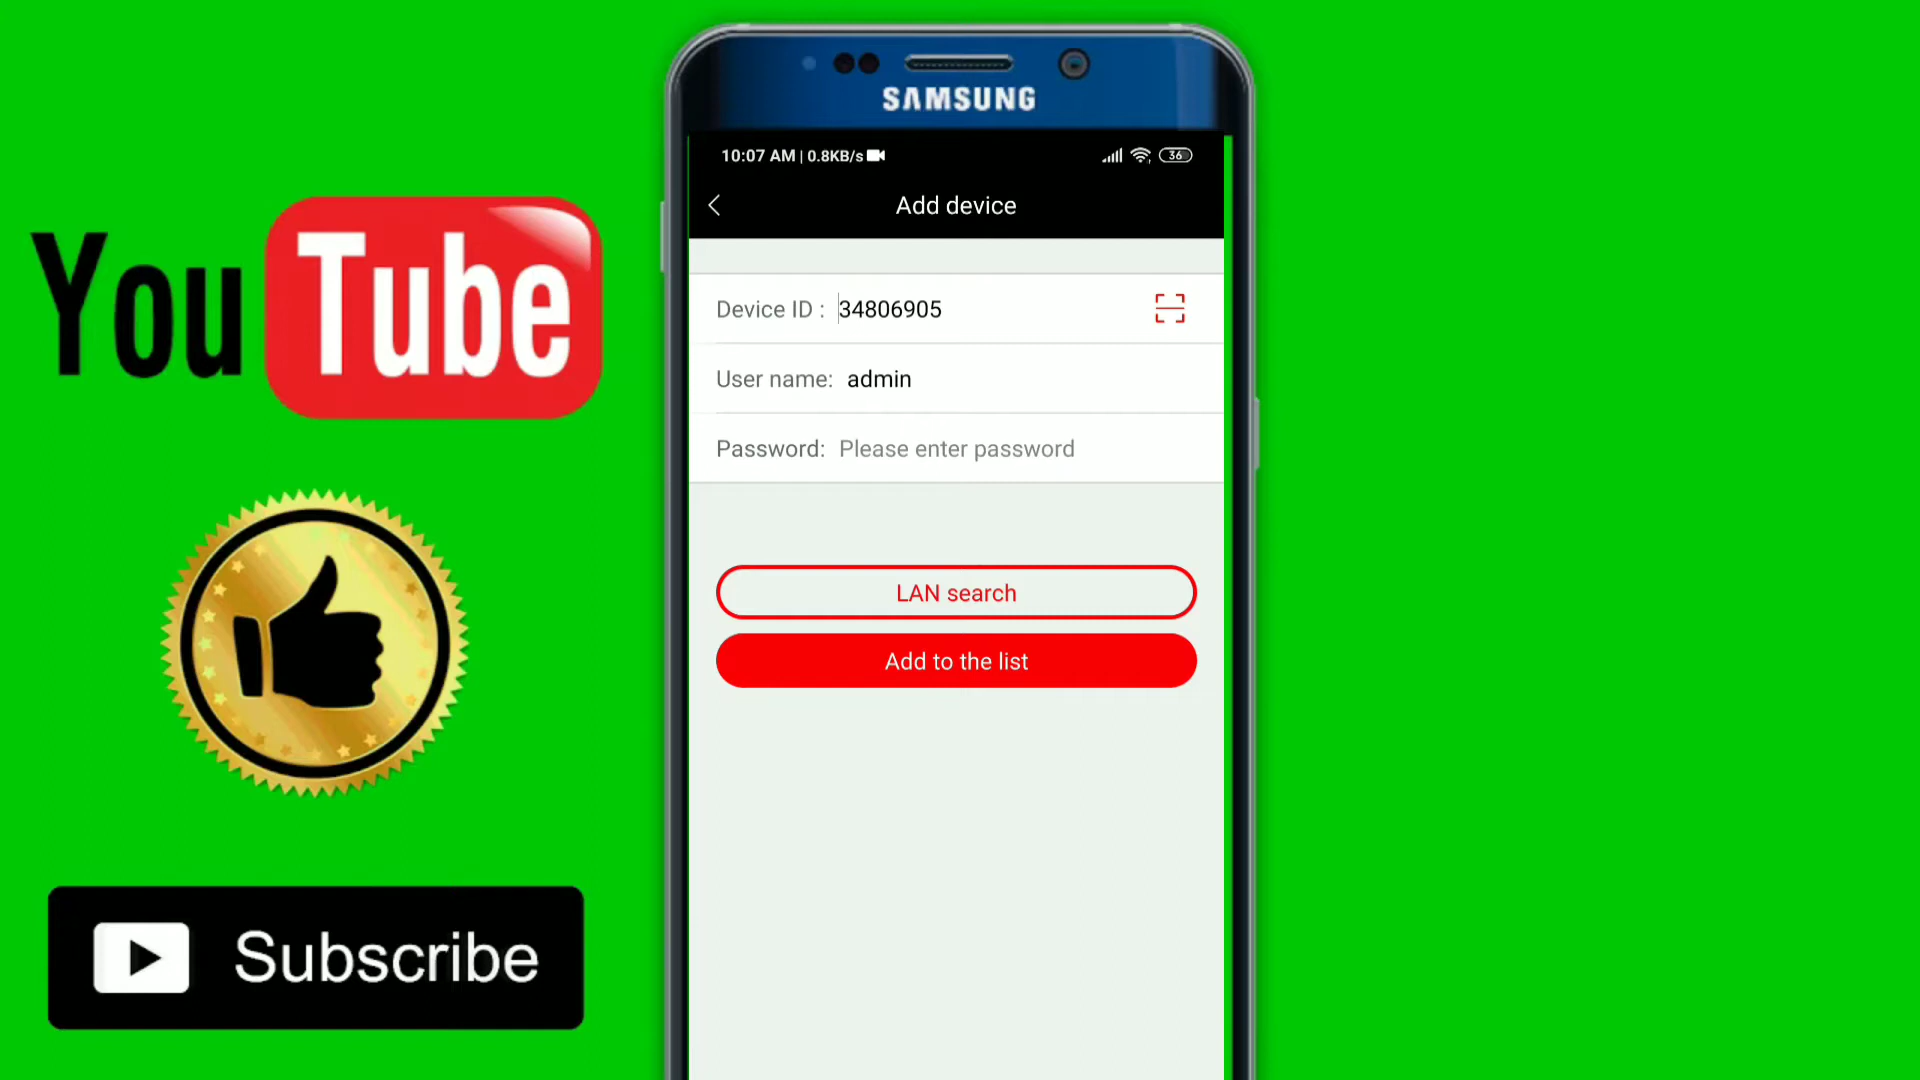 YouTube
Subscribe
SAMSUNG
10:07 AM | 0.8KB/s
36
Add device
Device ID : 34806905
User name: admin
Password: Please enter password
LAN search
Add to the list